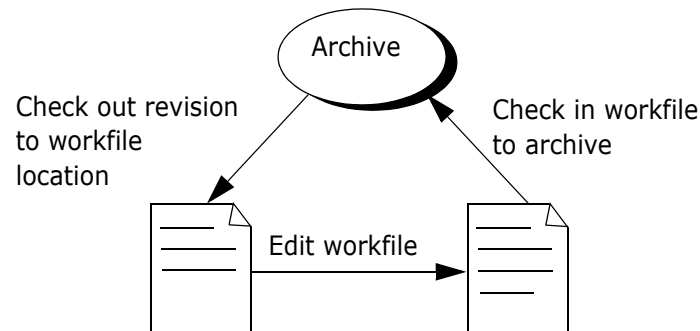 Archive
Check out revision
to workfile
location
Check in workfile
to archive
Edit workfile